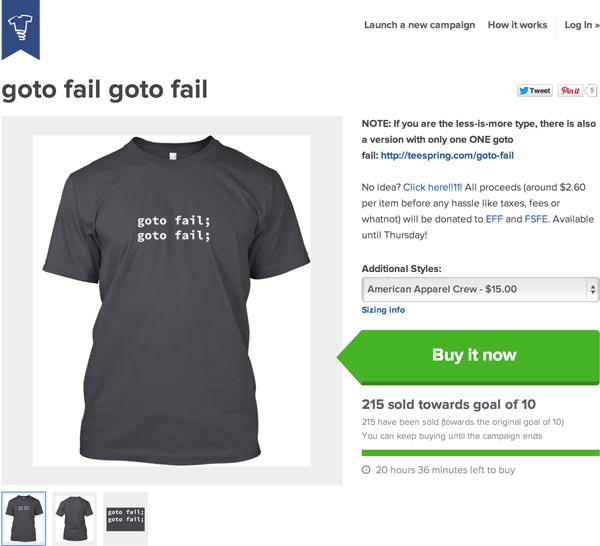 Launch a new campaign How it works Log In »
goto fail goto fail
Tweet Pin it 5
goto fail;
goto fail;
NOTE: If you are the less-is-more type, there is also
a version with only one ONE goto
fail: http://teespring.com/goto-fail
No idea? Click here!!11! All proceeds (around $2.60
per item before any hassle like taxes, fees or
whatnot) will be donated to EFF and FSFE. Available
until Thursday!
Additional Styles:
American Apparel Crew - $15.00
Sizing info
Buy it now
215 sold towards goal of 10
215 have been sold (towards the original goal of 10)
You can keep buying until the campaign ends
20 hours 36 minutes left to buy
goto fail;
goto fail;